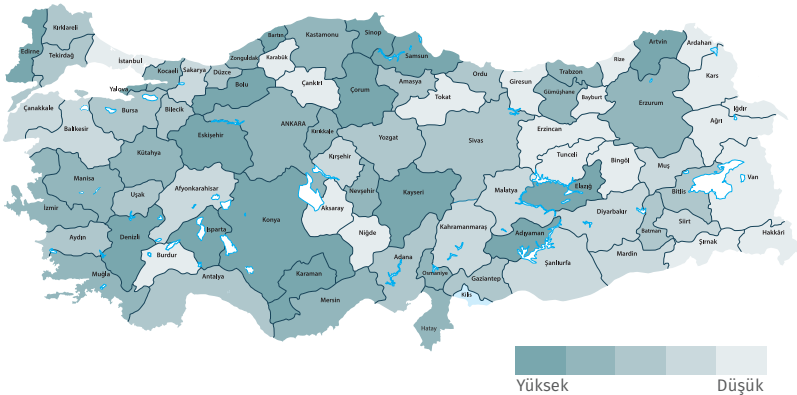 Edirne
Kırklareli
Tekirdağ
İstanbul
Kocaeli
Yalova
Sakarya
Düzce
Zonguldak
Bartın
Karabük
Kastamonu
Sinop
Samsun
Bolu
Çankırı
Çorum
Amasya
Tokat
Ordu
Giresun
Trabzon
Gümüşhane
Bayburt
Rize
Artvin
Ardahan
Kars
Iğdır
Ağrı
Erzurum
Erzincan
Çanakkale
Balıkesir
Bursa
Bilecik
Eskişehir
ANKARA
Kırıkkale
Yozgat
Sivas
Kütahya
Manisa
Uşak
Afyonkarahisar
Kırşehir
Nevşehir
Kayseri
Malatya
Tunceli
Elazığ
Bingöl
Muş
Bitlis
Van
İzmir
Aydın
Denizli
Isparta
Konya
Aksaray
Niğde
Kahramanmaraş
Adıyaman
Diyarbakır
Batman
Siirt
Şırnak
Hakkâri
Muğla
Burdur
Antalya
Karaman
Mersin
Adana
Osmaniye
Gaziantep
Kilis
Şanlıurfa
Mardin
Hatay
Yüksek
Düşük